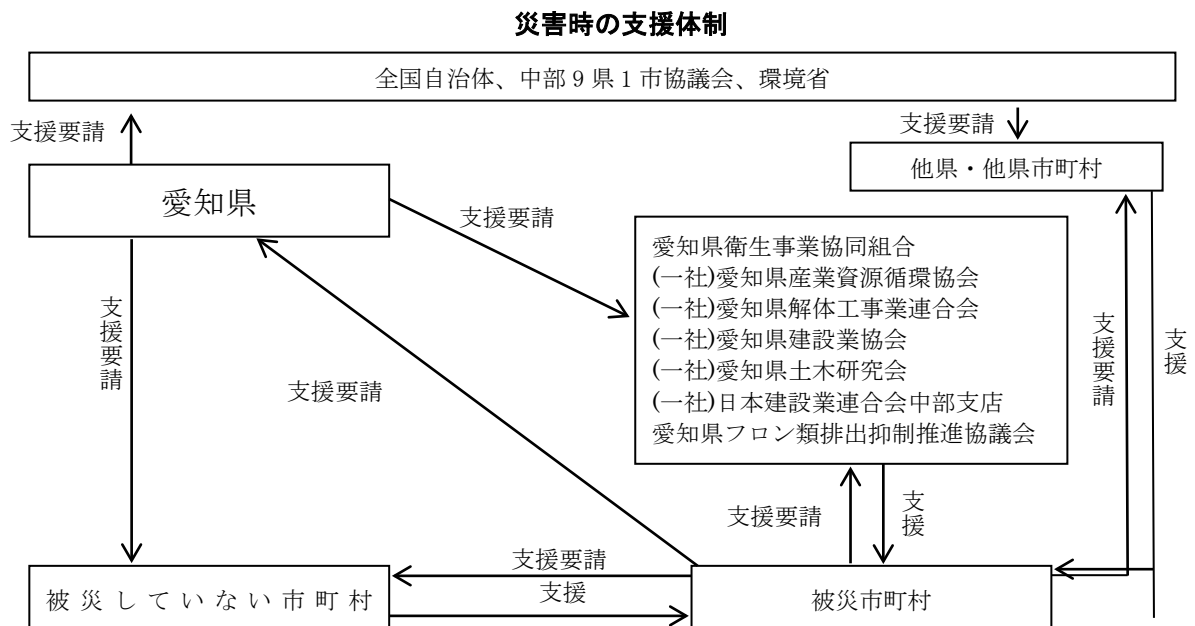 災害時の支援体制
全国自治体、中部9県1市協議会、環境省
支援要請
支援要請
他県・他県市町村
愛知県
支援要請
愛知県衛生事業協同組合
(一社)愛知県産業資源循環協会
(一社)愛知県解体工事業連合会
(一社)愛知県建設業協会
(一社)愛知県土木研究会
(一社)日本建設業連合会中部支店
愛知県フロン類排出抑制推進協議会
支援要請
支援要請
支援要請
支援
支援要請
支援
支援要請
支援
被災していない市町村
被災市町村